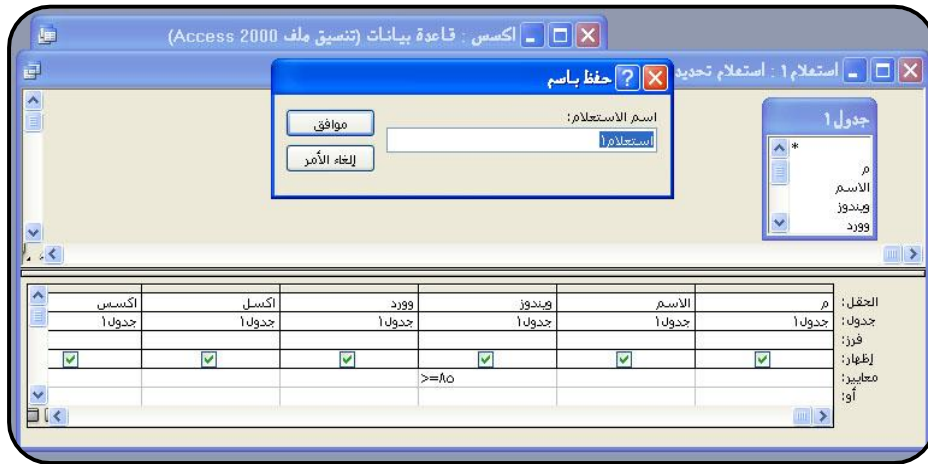 اكسس : قاعدة بيانات (تنسيق ملف Access 2000)
استعلام١ : استعلام تحديد
حفظ باسم
اسم الاستعلام:
استعلام١
موافق
إلغاء الأمر
جدول١
*
م
الاسم
ويندوز
وورد
الحقل: م الاسم ويندوز وورد اكسل اكسس
جدول: جدول١ جدول١ جدول١ جدول١ جدول١ جدول١
فرز:
إظهار:
معايير: >=٨٥
أو: